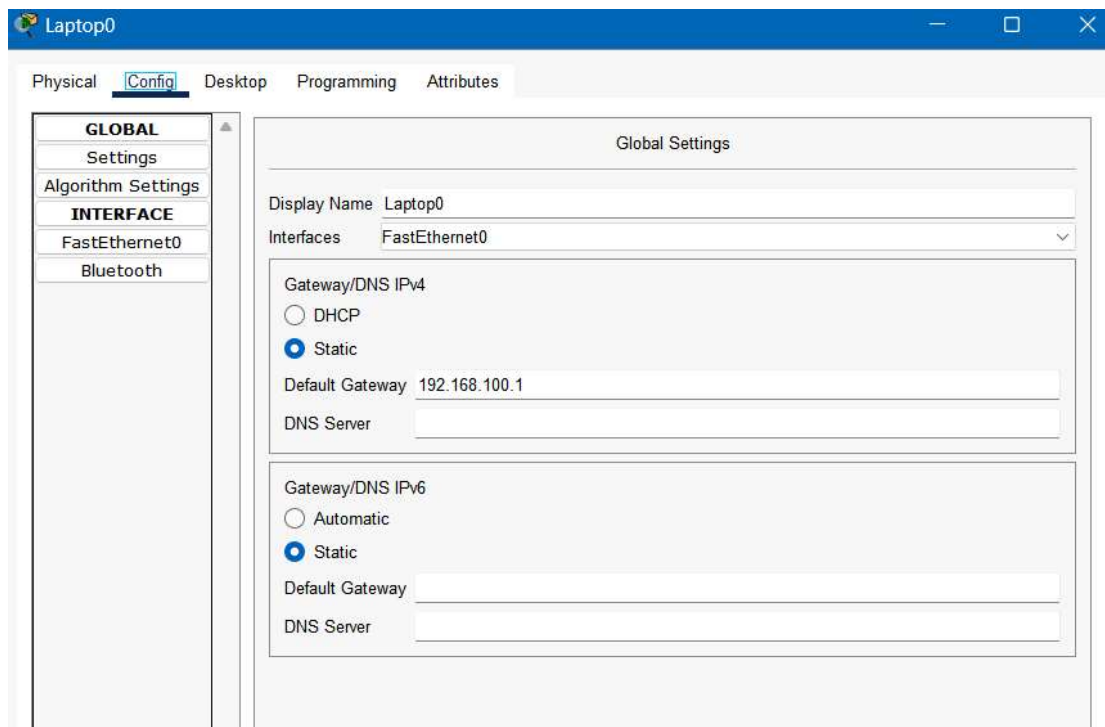 Laptop0
Physical Config Desktop Programming Attributes
GLOBAL
Settings
Algorithm Settings
INTERFACE
FastEthernet0
Bluetooth
Global Settings
Display Name Laptop0
Interfaces FastEthernet0
Gateway/DNS IPv4
DHCP
Static
Default Gateway 192.168.100.1
DNS Server
Gateway/DNS IPv6
Automatic
Static
Default Gateway
DNS Server